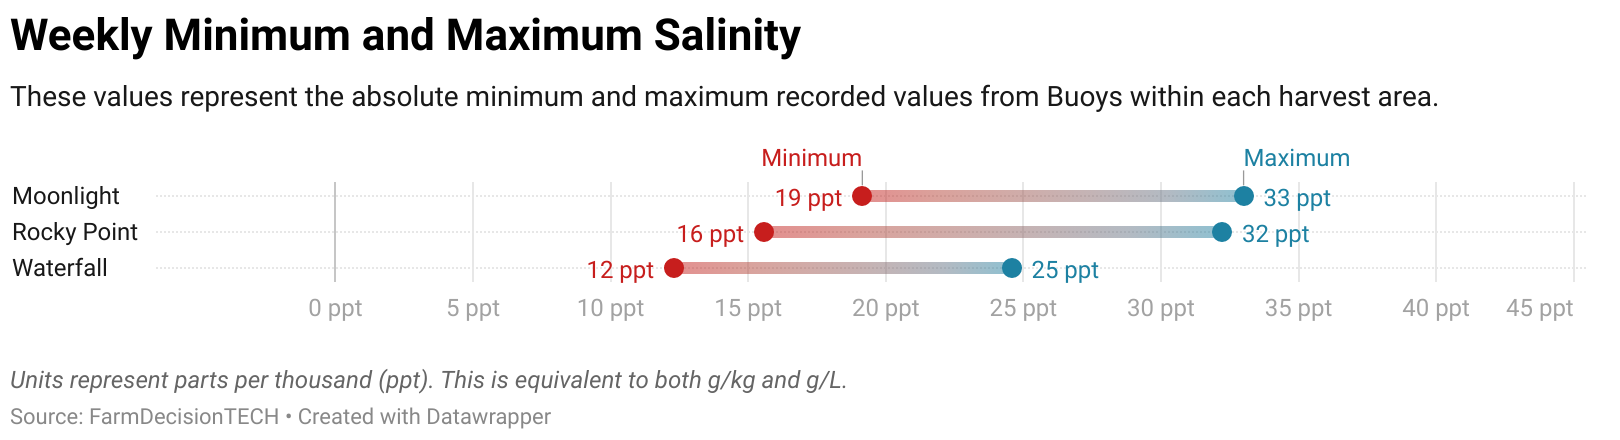 Weekly Minimum and Maximum Salinity
These values represent the absolute minimum and maximum recorded values from Buoys within each harvest area.
Minimum Maximum
Moonlight 19 ppt 33 ppt
Rocky Point 16 ppt 32 ppt
Waterfall 12 ppt 25 ppt
0 ppt 5 ppt 10 ppt 15 ppt 20 ppt 25 ppt 30 ppt 35 ppt 40 ppt 45 ppt
Units represent parts per thousand (ppt). This is equivalent to both g/kg and g/L.
Source: FarmDecisionTECH • Created with Datawrapper